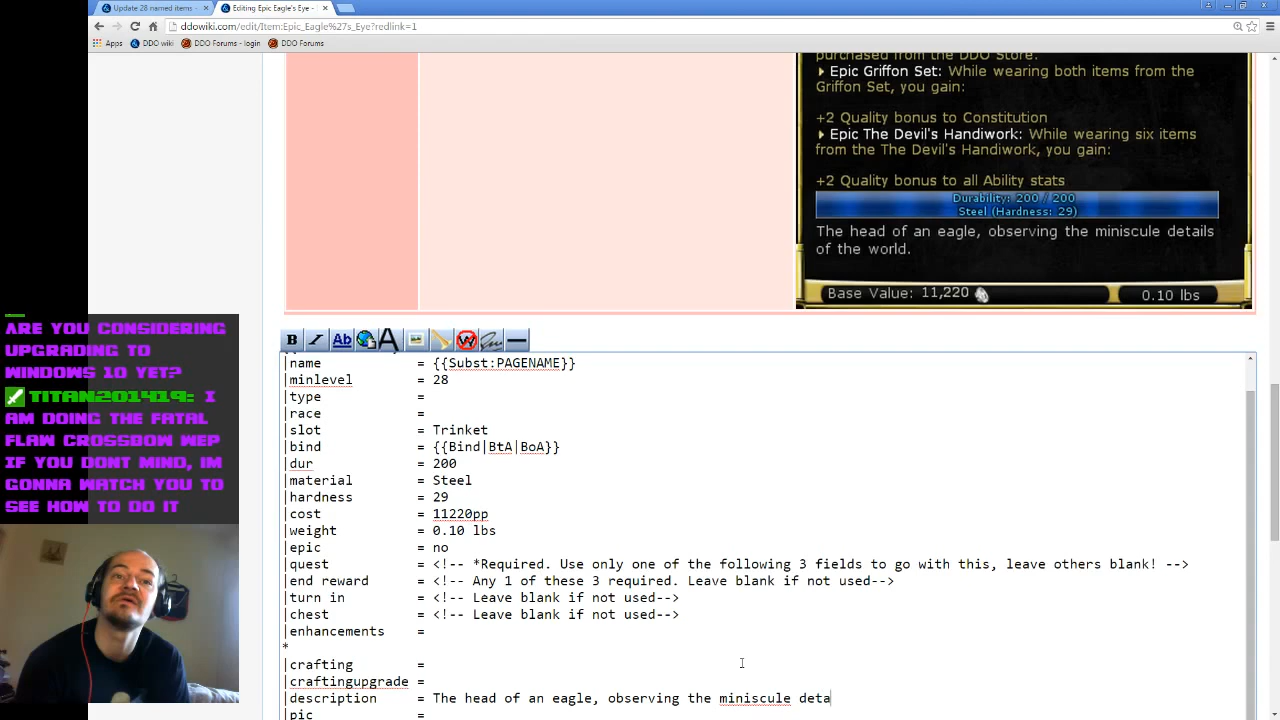 Update 28 named items -
Editing Epic Eagle's Eye -
ddowiki.com/edit/Item:Epic_Eagle%27s_Eye?redlink=1
Apps DDO wiki DDO Forums - login DDO Forums
purchased from the DDO Store.
Epic Griffon Set: While wearing both items from the
Griffon Set, you gain:
+2 Quality bonus to Constitution
Epic The Devil's Handiwork: While wearing six items
from the The Devil's Handiwork, you gain:
+2 Quality bonus to all Ability stats
Durability: 200 / 200
Steel (Hardness: 29)
The head of an eagle, observing the miniscule details
of the world.
Base Value: 11,220 0.10 lbs
ARE YOU CONSIDERING
UPGRADING TO
WINDOWS 10 YET?
TITAN201419: I
AM DOING THE FATAL
FLAW CROSSBOW WEP
IF YOU DONT MIND, IM
GONNA WATCH YOU TO
SEE HOW TO DO IT
B I Ab A W
|name = {{Subst:PAGENAME}}
|minlevel = 28
|type =
|race =
|slot = Trinket
|bind = {{Bind|BtA|BoA}}
|dur = 200
|material = Steel
|hardness = 29
|cost = 11220pp
|weight = 0.10 lbs
|epic = no
|quest = <!-- *Required. Use only one of the following 3 fields to go with this, leave others blank! -->
|end reward = <!-- Any 1 of these 3 required. Leave blank if not used-->
|turn in = <!-- Leave blank if not used-->
|chest = <!-- Leave blank if not used-->
|enhancements =
*
|crafting =
|craftingupgrade =
|description = The head of an eagle, observing the miniscule deta
|pic =